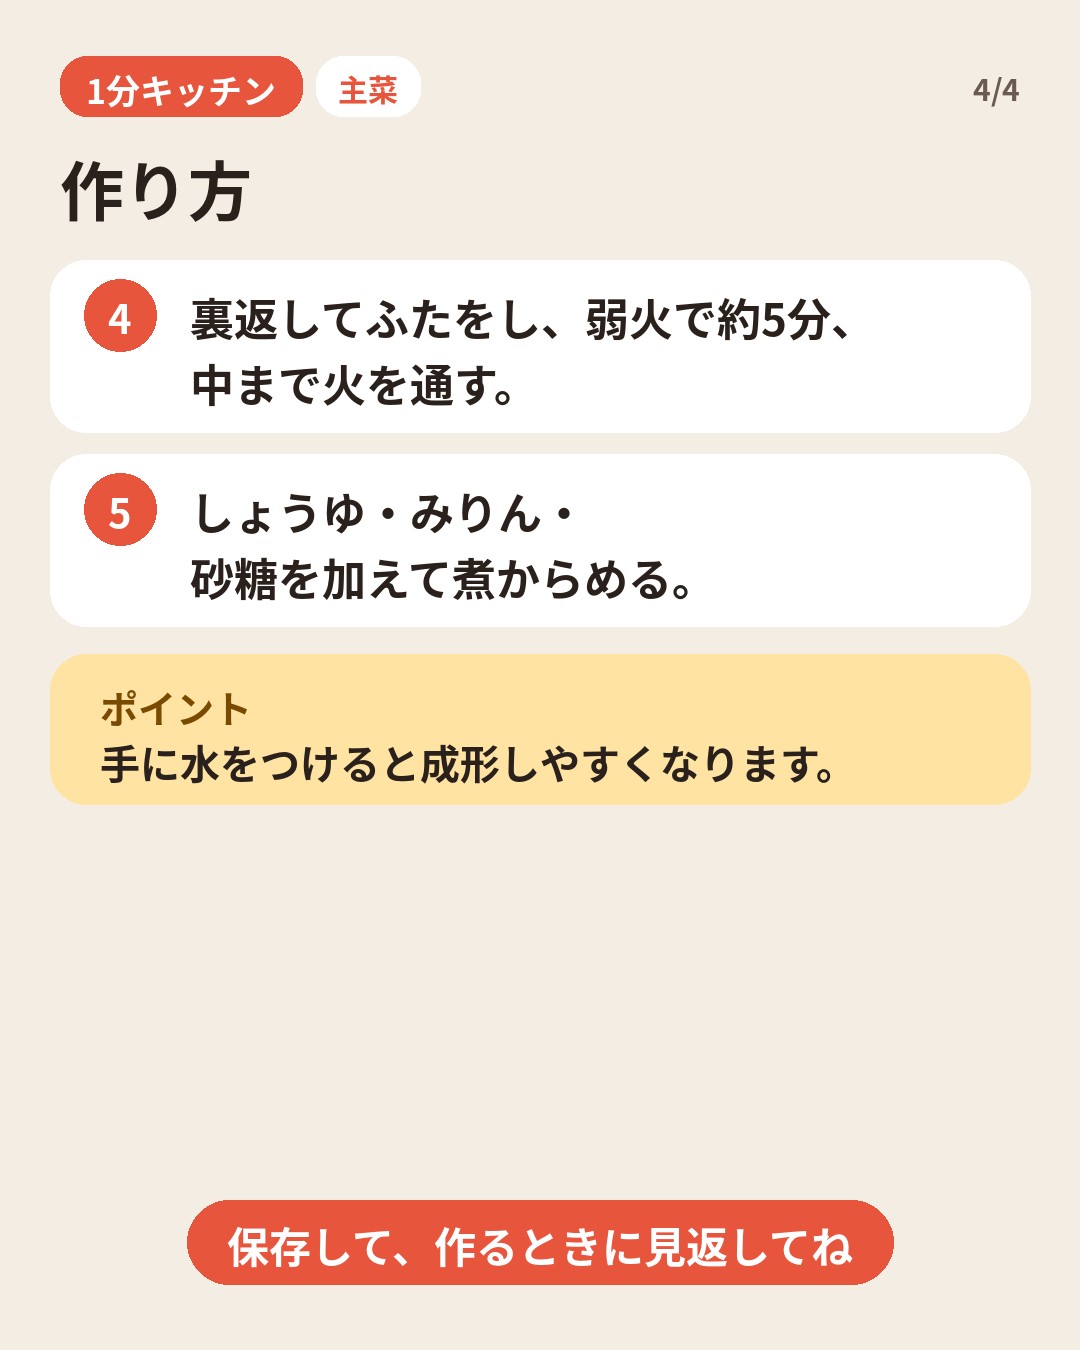 1分キッチン 主菜 4/4
作り方
4 裏返してふたをし、弱火で約5分、
中まで火を通す。
5 しょうゆ・みりん・
砂糖を加えて煮からめる。
ポイント
手に水をつけると成形しやすくなります。
保存して、作るときに見返してね